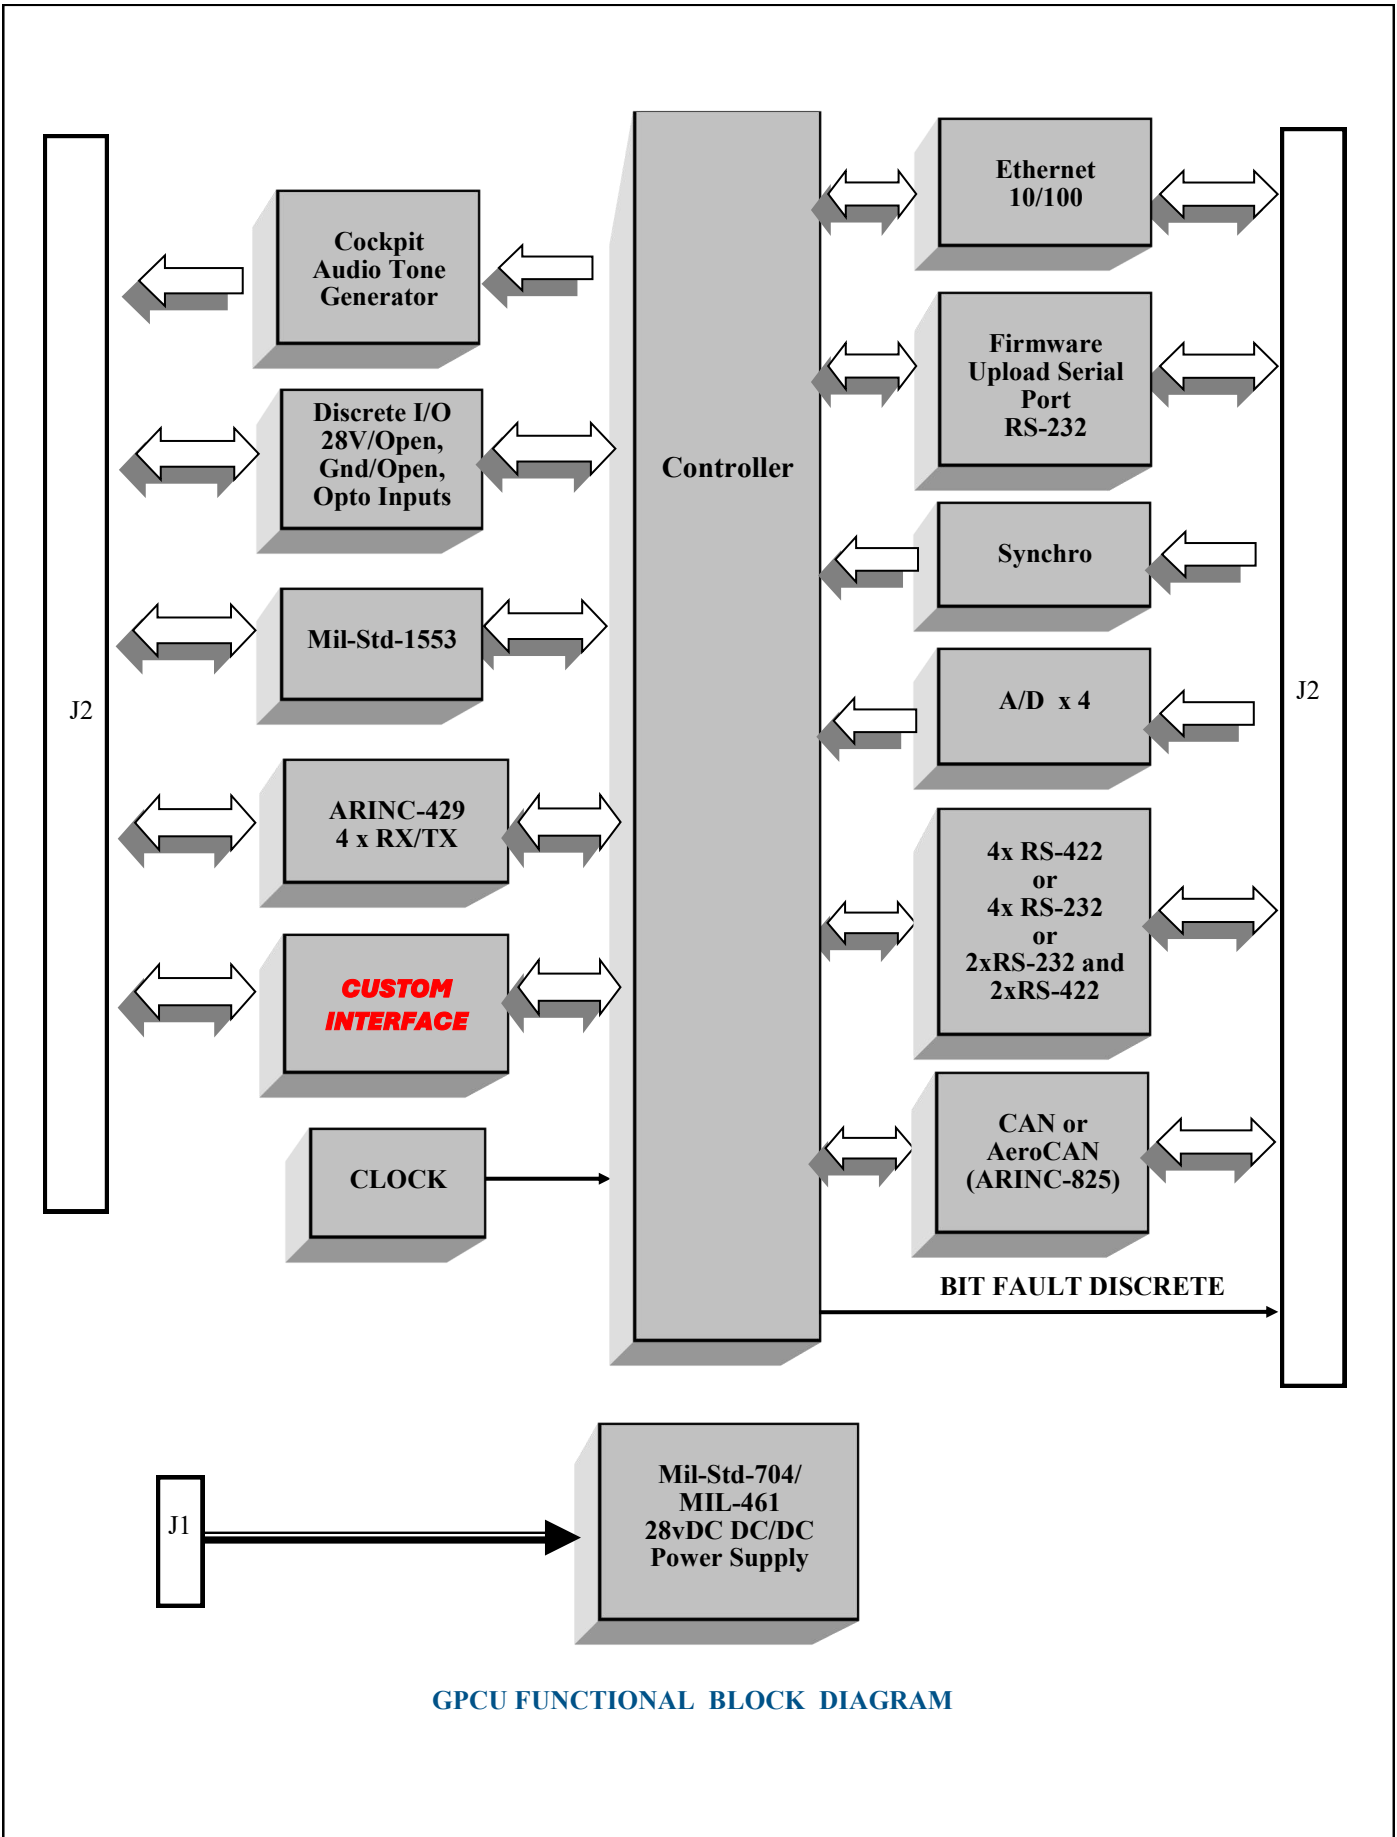 J2
Cockpit
Audio Tone
Generator
Discrete I/O
28V/Open,
Gnd/Open,
Opto Inputs
Mil-Std-1553
ARINC-429
4 x RX/TX
CUSTOM
INTERFACE
CLOCK
Controller
Ethernet
10/100
Firmware
Upload Serial
Port
RS-232
Synchro
A/D  x 4
4x RS-422
or
4x RS-232
or
2xRS-232 and
2xRS-422
CAN or
AeroCAN
(ARINC-825)
BIT FAULT DISCRETE
J2
J1
Mil-Std-704/
MIL-461
28vDC DC/DC
Power Supply
GPCU FUNCTIONAL  BLOCK  DIAGRAM